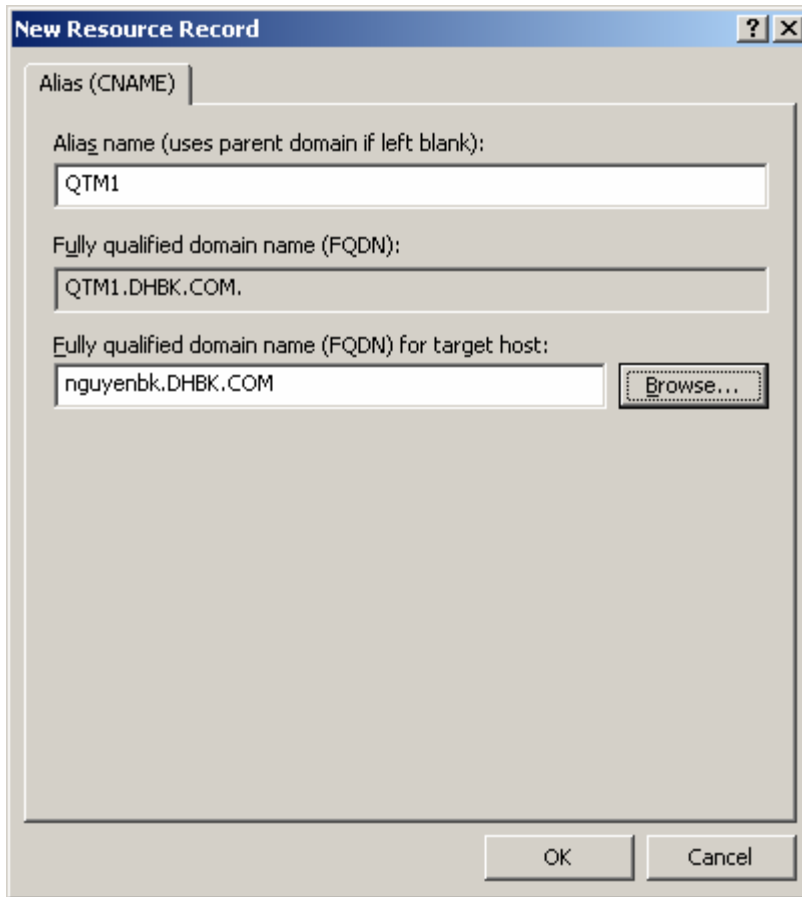 New Resource Record
Alias (CNAME)
Alias name (uses parent domain if left blank):
QTM1
Fully qualified domain name (FQDN):
QTM1.DHBK.COM.
Fully qualified domain name (FQDN) for target host:
nguyenbk.DHBK.COM
Browse...
OK
Cancel